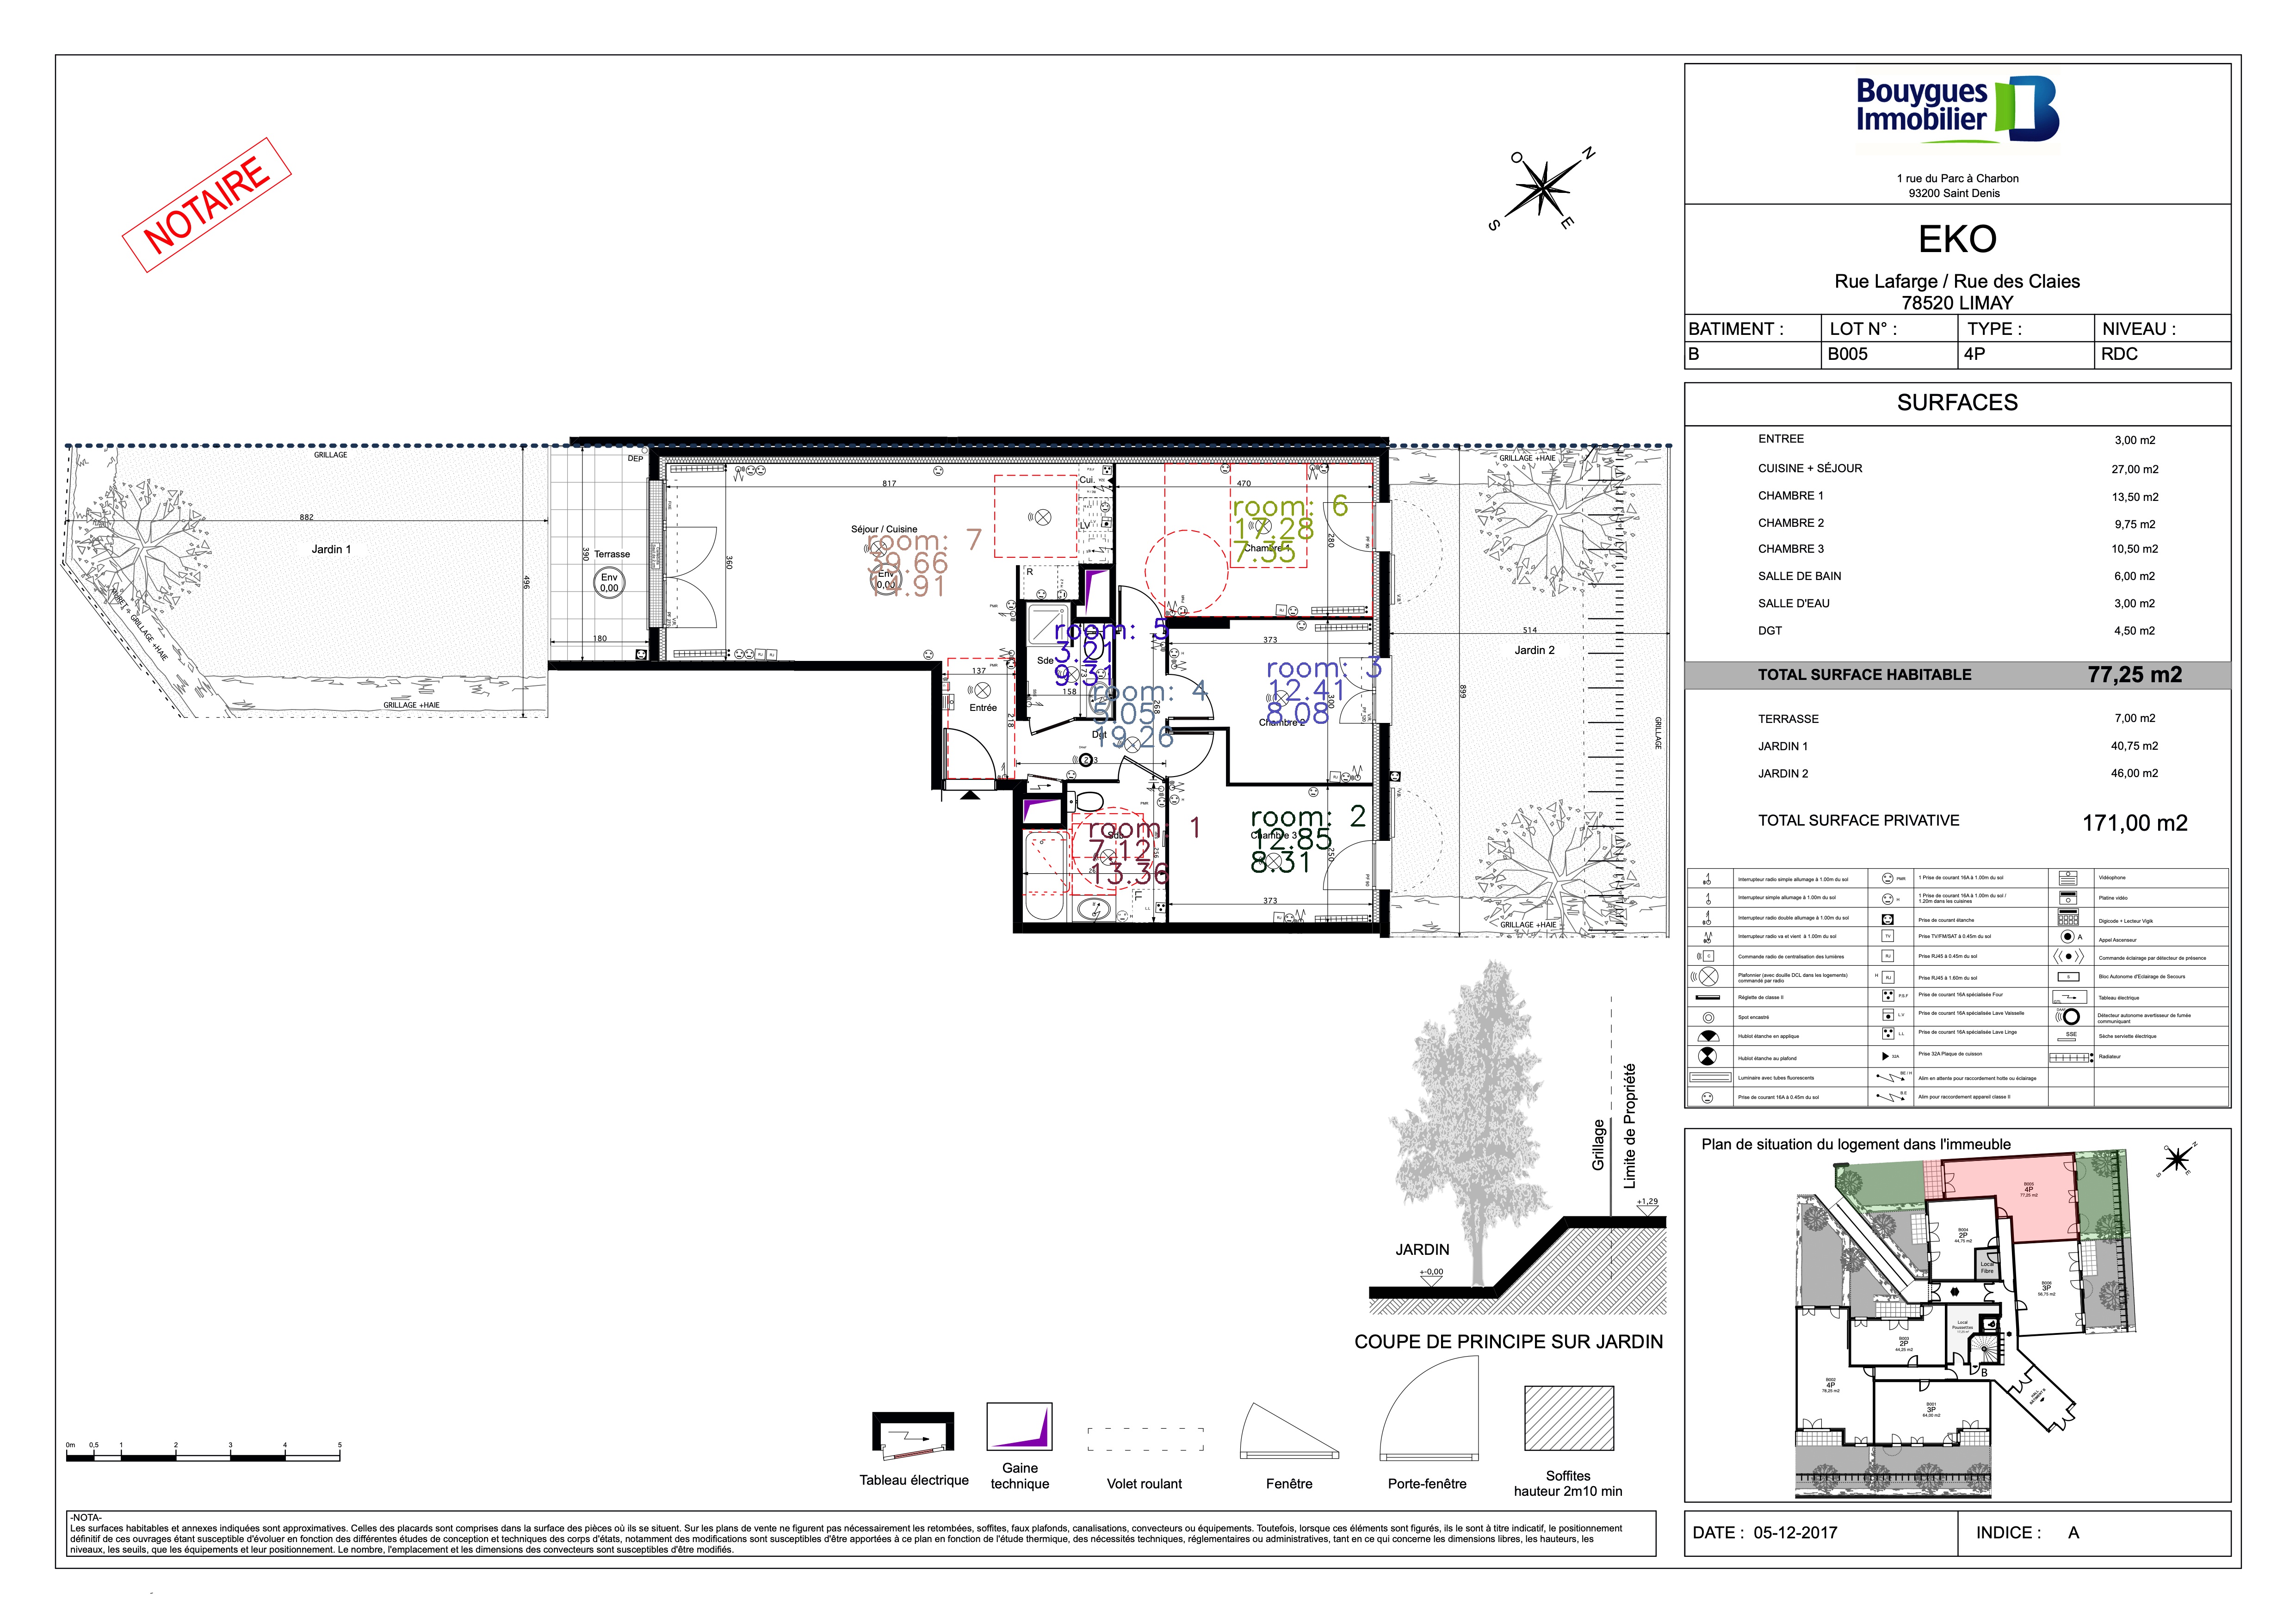 NOTAIRE
O
N
S
E
Bouygues
Immobilier
1 rue du Parc à Charbon
93200 Saint Denis
EKO
Rue Lafarge / Rue des Claies
78520 LIMAY
BATIMENT : LOT N° : TYPE : NIVEAU :
B B005 4P RDC
SURFACES
ENTREE 3,00 m2
CUISINE + SÉJOUR 27,00 m2
CHAMBRE 1 13,50 m2
CHAMBRE 2 9,75 m2
CHAMBRE 3 10,50 m2
SALLE DE BAIN 6,00 m2
SALLE D'EAU 3,00 m2
DGT 4,50 m2
TOTAL SURFACE HABITABLE 77,25 m2
TERRASSE 7,00 m2
JARDIN 1 40,75 m2
JARDIN 2 46,00 m2
TOTAL SURFACE PRIVATIVE 171,00 m2
GRILLAGE
DEP
882
Jardin 1
496
390
Terrasse
Env
0,00
180
MURET + GRILLAGE +HAIE
GRILLAGE +HAIE
817
360
Séjour / Cuisine
room: 7
39.66
14.91
Env
0,00
Cui.
LV
R
470
room: 6
17.28
7.35
Chambre 1
280
room: 5
3.21
9.31
Sde
158
room: 4
5.05
19.26
Dgt
268
373
room: 3
12.41
8.08
Chambre 2
300
137
Entrée
218
room: 1
7.12
13.36
Sdb
256
LL
room: 2
12.85
8.31
Chambre 3
250
373
GRILLAGE +HAIE
514
Jardin 2
899
GRILLAGE
GRILLAGE +HAIE
Interrupteur radio simple allumage à 1.00m du sol
PMR
1 Prise de courant 16A à 1.00m du sol
Vidéophone
Interrupteur simple allumage à 1.00m du sol
H
1 Prise de courant 16A à 1.00m du sol /
1.20m dans les cuisines
Platine vidéo
Interrupteur radio double allumage à 1.00m du sol
Prise de courant étanche
Digicode + Lecteur Vigik
Interrupteur radio va et vient à 1.00m du sol
TV
Prise TV/FM/SAT à 0.45m du sol
A
Appel Ascenseur
C
Commande radio de centralisation des lumières
RJ
Prise RJ45 à 0.45m du sol
Commande éclairage par détecteur de présence
Plafonnier (avec douille DCL dans les logements)
commandé par radio
H
RJ
Prise RJ45 à 1.60m du sol
Bloc Autonome d'Eclairage de Secours
Réglette de classe II
P.S.F
Prise de courant 16A spécialisée Four
Tableau électrique
Spot encastré
L.V
Prise de courant 16A spécialisée Lave Vaisselle
Détecteur autonome avertisseur de fumée
communiquant
Hublot étanche en applique
L.L
Prise de courant 16A spécialisée Lave Linge
SSE
Sèche serviette électrique
Hublot étanche au plafond
32A
Prise 32A Plaque de cuisson
Radiateur
Luminaire avec tubes fluorescents
Alim en attente pour raccordement hotte ou éclairage
Prise de courant 16A à 0.45m du sol
Alim pour raccordement appareil classe II
Grillage
Limite de Propriété
+1,29
JARDIN
+-0,00
COUPE DE PRINCIPE SUR JARDIN
Plan de situation du logement dans l'immeuble
N
S
E
B005
4P
77,25 m2
B004
2P
44,75 m2
Local
Fibre
B006
3P
56,75 m2
Local
Poussettes
B003
2P
44,25 m2
B
B002
4P
78,25 m2
B001
3P
64,00 m2
0m 0,5 1 2 3 4 5
Tableau électrique
Gaine
technique
Volet roulant
Fenêtre
Porte-fenêtre
Soffites
hauteur 2m10 min
-NOTA-
Les surfaces habitables et annexes indiquées sont approximatives. Celles des placards sont comprises dans la surface des pièces où ils se situent. Sur les plans de vente ne figurent pas nécessairement les retombées, soffites, faux plafonds, canalisations, convecteurs ou équipements. Toutefois, lorsque ces éléments sont figurés, ils le sont à titre indicatif, le positionnement
définitif de ces ouvrages étant susceptible d'évoluer en fonction des différentes études de conception et techniques des corps d'états, notamment des modifications sont susceptibles d'être apportées à ce plan en fonction de l'étude thermique, des nécessités techniques, réglementaires ou administratives, tant en ce qui concerne les dimensions libres, les hauteurs, les
niveaux, les seuils, que les équipements et leur positionnement. Le nombre, l'emplacement et les dimensions des convecteurs sont susceptibles d'être modifiés.
DATE : 05-12-2017
INDICE : A